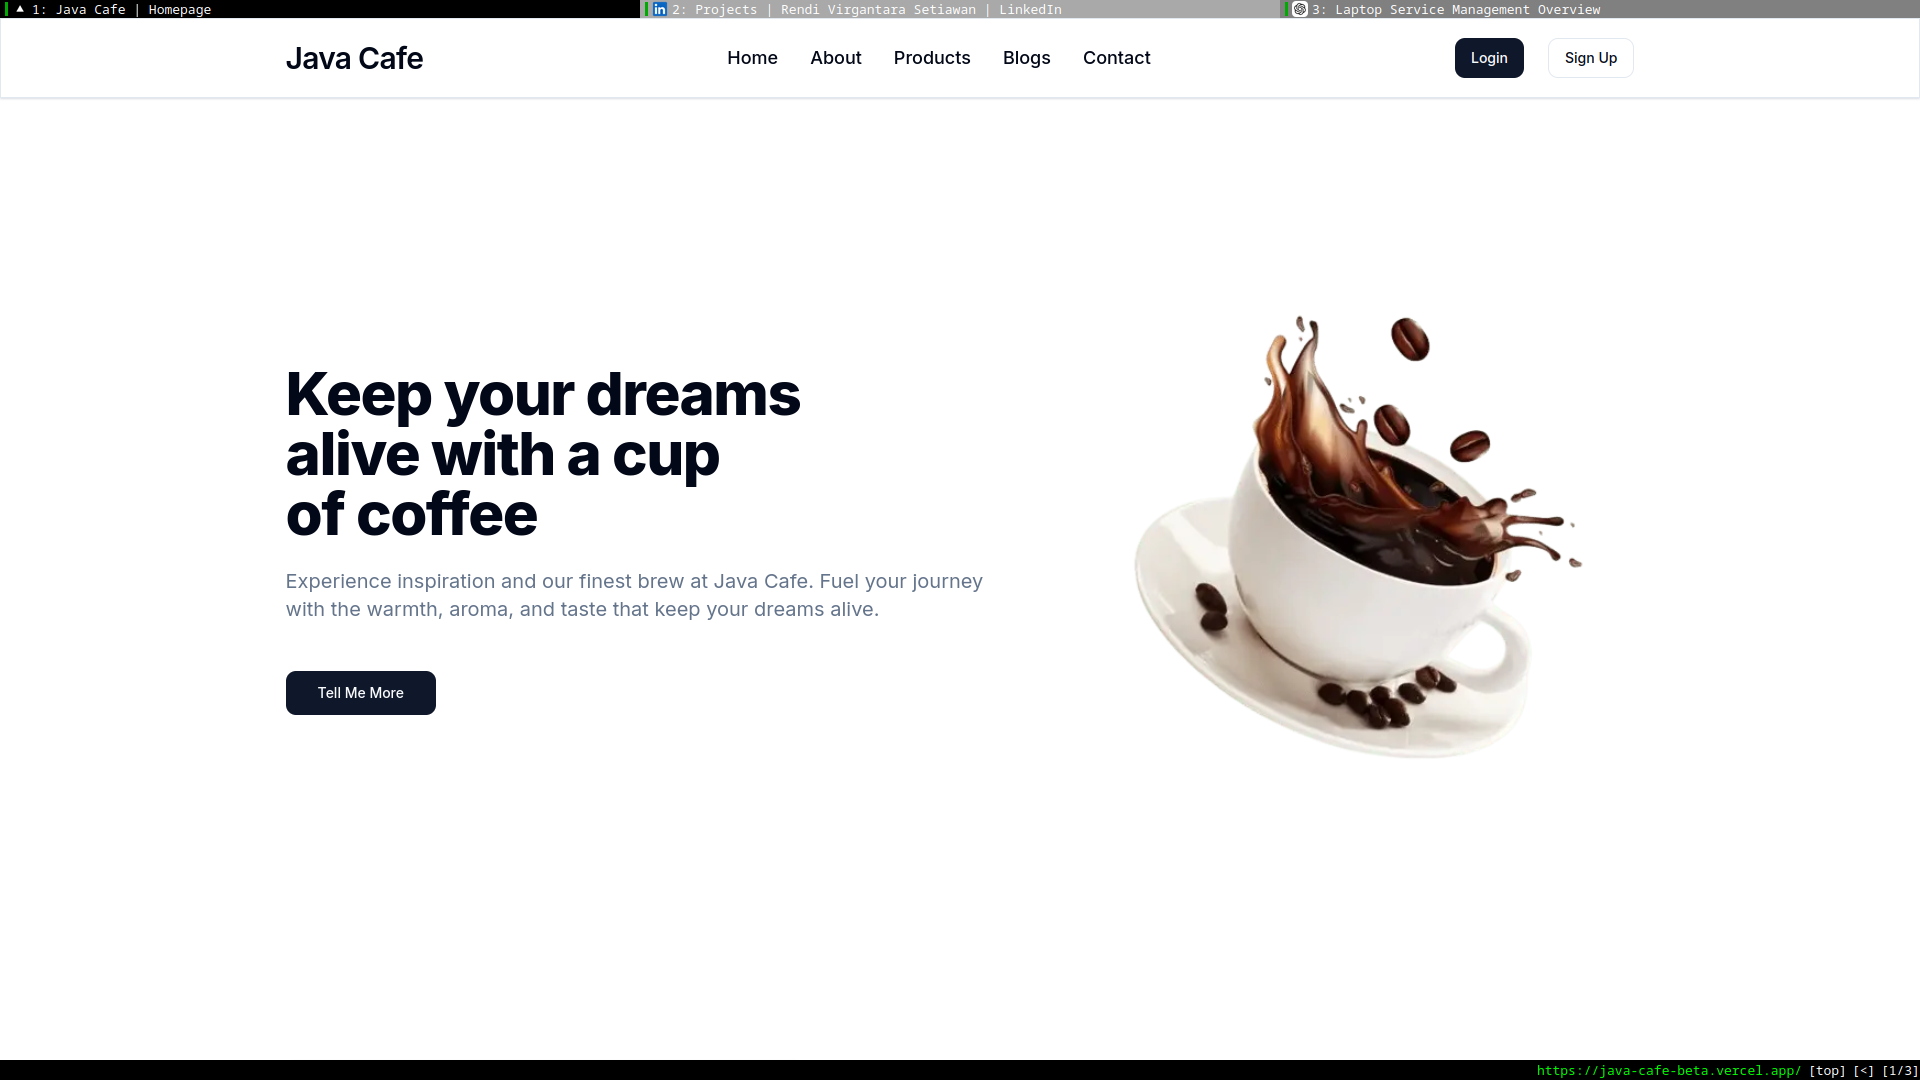 1: Java Cafe | Homepage
2: Projects | Rendi Virgantara Setiawan | LinkedIn
3: Laptop Service Management Overview
Java Cafe
Home
About
Products
Blogs
Contact
Login
Sign Up
Keep your dreams
alive with a cup
of coffee
Experience inspiration and our finest brew at Java Cafe. Fuel your journey
with the warmth, aroma, and taste that keep your dreams alive.
Tell Me More
https://java-cafe-beta.vercel.app/ [top] [<] [1/3]